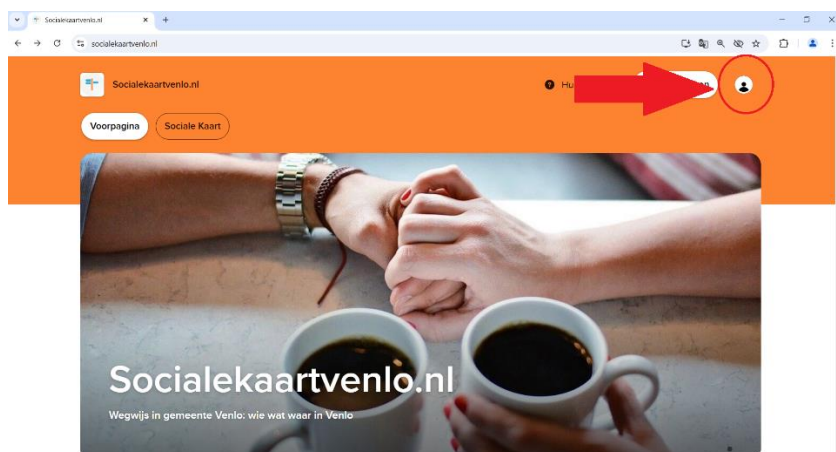 Socialekaartvenlo.nl
socialekaartvenlo.nl
Socialekaartvenlo.nl
Voorpagina
Sociale Kaart
Socialekaartvenlo.nl
Wegwijs in gemeente Venlo: wie wat waar in Venlo